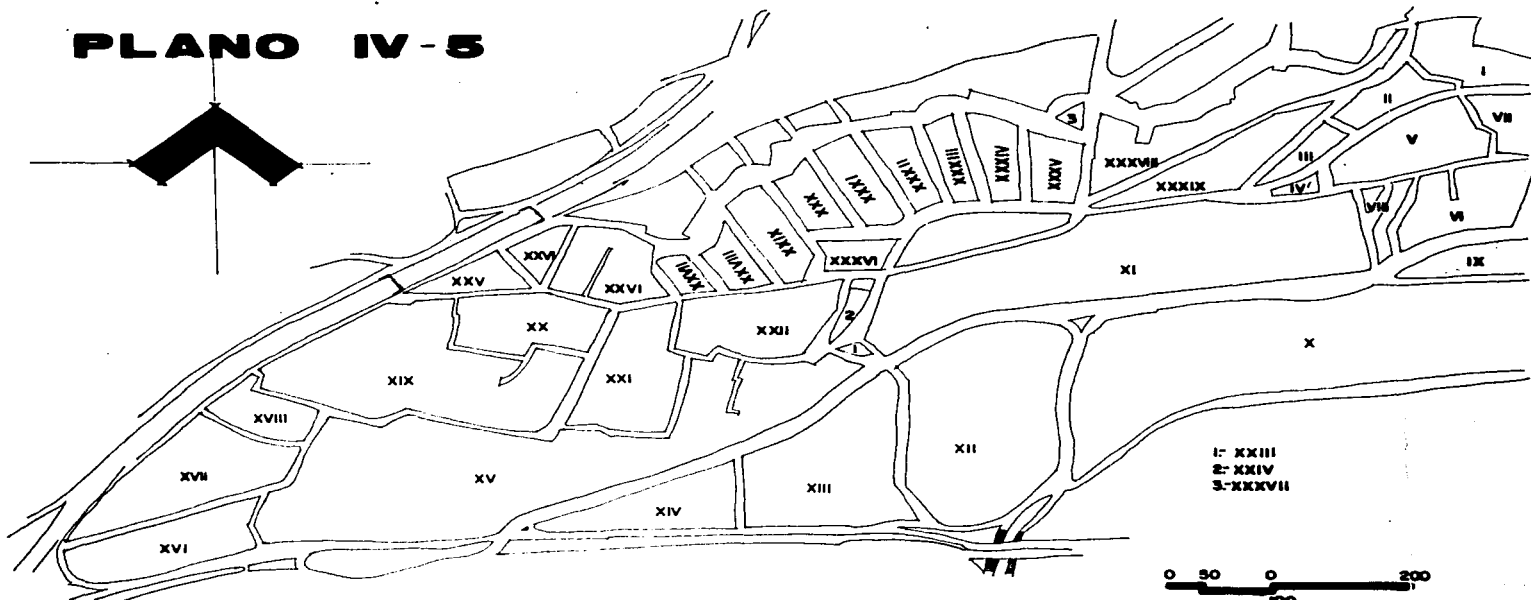 PLANO IV-5
I
II
VII
3
V
III
XXXVIII
XXXIX
IV'
VIII
VI
XXXV
XXXIV
XXXIII
XXXII
XXXI
XXX
XXIX
XXVIII
XXVII
XXXVI
IX
XI
XXVI
XXV
XXVI
2
XX
XXII
1
X
XIX
XXI
XVIII
XII
1- XXIII
2- XXIV
3-XXXVII
XVII
XV
XIII
XIV
XVI
0 50 0 200
100